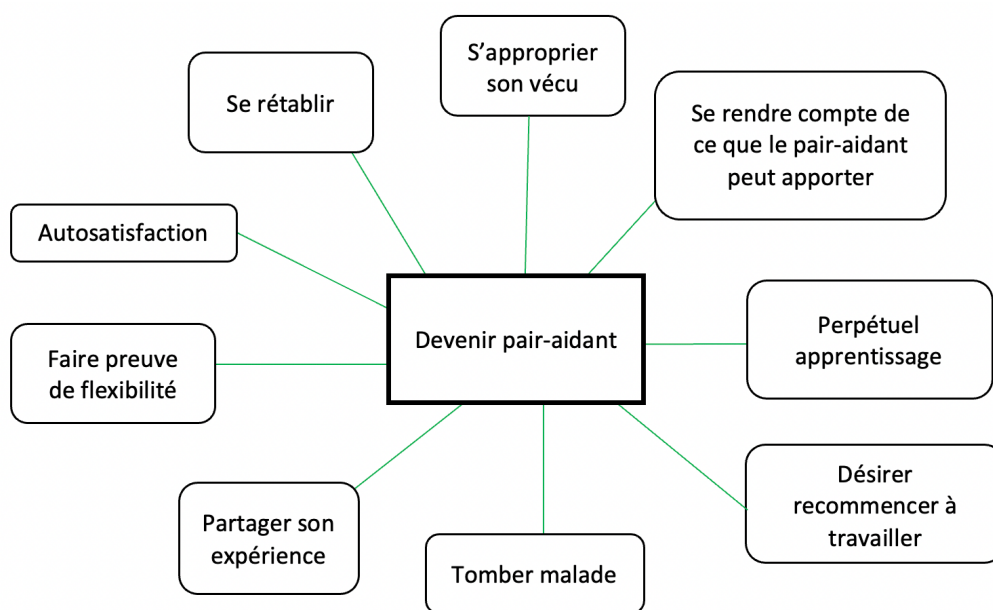 S’approprier
son vécu
Se rétablir
Se rendre compte de
ce que le pair-aidant
peut apporter
Autosatisfaction
Devenir pair-aidant
Perpétuel
apprentissage
Faire preuve
de flexibilité
Désirer
recommencer à
travailler
Partager son
expérience
Tomber malade